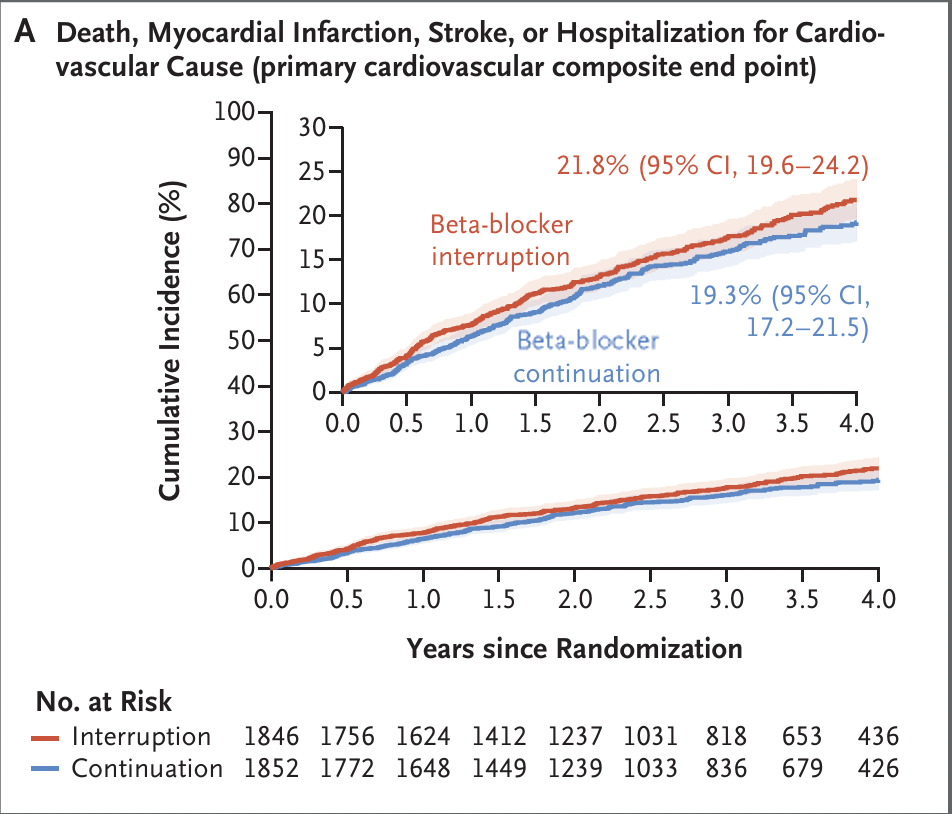 A Death, Myocardial Infarction, Stroke, or Hospitalization for Cardio-
vascular Cause (primary cardiovascular composite end point)
Cumulative Incidence (%)
100
90
80
70
60
50
40
30
20
10
0
30
25
20
15
10
5
0
21.8% (95% CI, 19.6–24.2)
Beta-blocker
interruption
19.3% (95% CI,
17.2–21.5)
Beta-blocker
continuation
0.0 0.5 1.0 1.5 2.0 2.5 3.0 3.5 4.0
0.0 0.5 1.0 1.5 2.0 2.5 3.0 3.5 4.0
Years since Randomization
No. at Risk
Interruption 1846 1756 1624 1412 1237 1031 818 653 436
Continuation 1852 1772 1648 1449 1239 1033 836 679 426